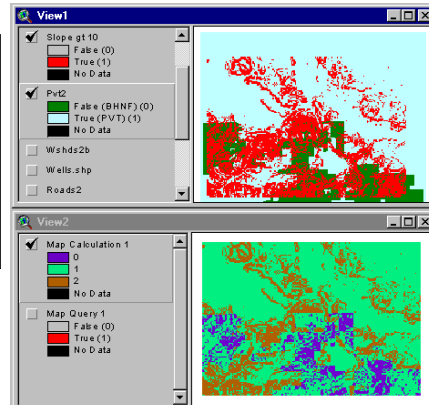 View1
Slope gt 10
False (0)
True (1)
No Data
Pvt2
False (BHNF) (0)
True (PVT) (1)
No Data
Wshds2b
Wells.shp
Roads2
View2
Map Calculation 1
0
1
2
No Data
Map Query 1
False (0)
True (1)
No Data